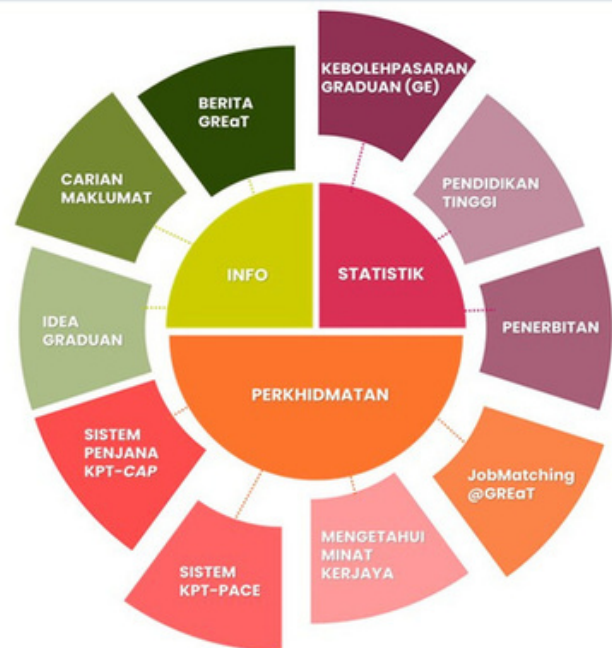 KEBOLEHPASARAN
GRADUAN (GE)
BERITA
GREaT
PENDIDIKAN
TINGGI
CARIAN
MAKLUMAT
INFO
STATISTIK
IDEA
GRADUAN
PENERBITAN
PERKHIDMATAN
SISTEM
PENJANA
KPT-CAP
JobMatching
@GREaT
MENGETAHUI
MINAT
KERJAYA
SISTEM
KPT-PACE